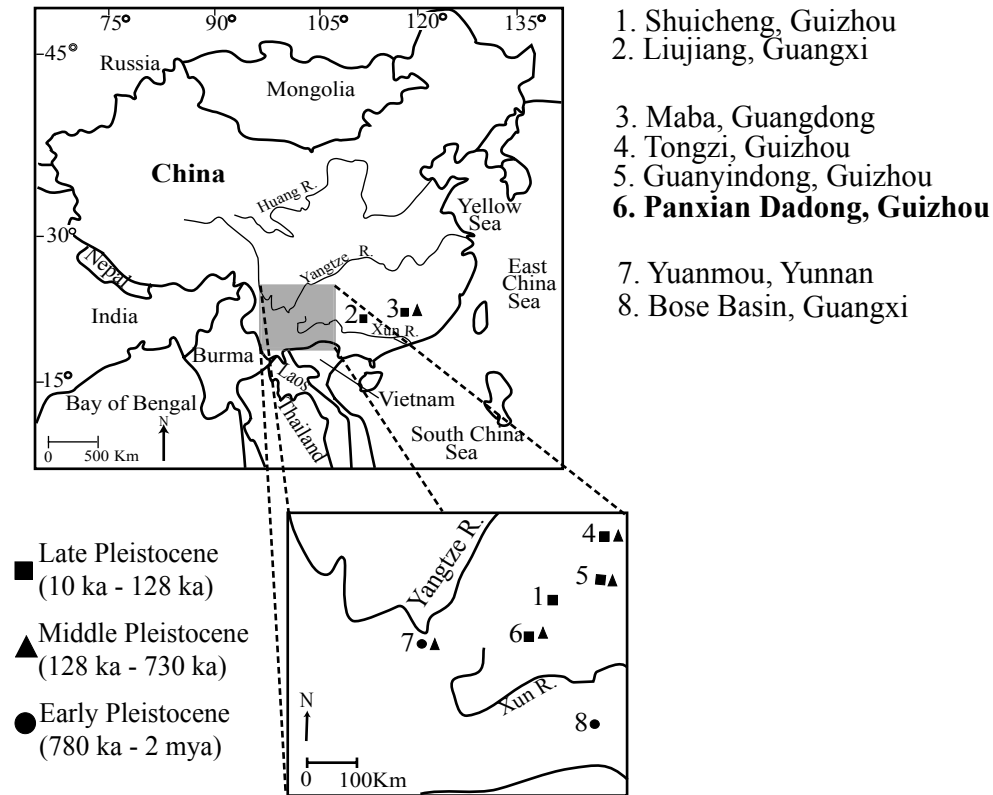 75° 90° 105° 120° 135°
45°
30°
15°
Russia
Mongolia
China
Huang R.
Yellow
Sea
Yangtze R.
East
China
Sea
Nepal
India
2 3
Xun R.
Burma
Laos
Vietnam
Thailand
Bay of Bengal
N
0 500 Km
South China
Sea
1. Shuicheng, Guizhou
2. Liujiang, Guangxi
3. Maba, Guangdong
4. Tongzi, Guizhou
5. Guanyindong, Guizhou
6. Panxian Dadong, Guizhou
7. Yuanmou, Yunnan
8. Bose Basin, Guangxi
Late Pleistocene
(10 ka - 128 ka)
Middle Pleistocene
(128 ka - 730 ka)
Early Pleistocene
(780 ka - 2 mya)
Yangtze R.
4
5
1
6
7
Xun R.
8
N
0 100Km